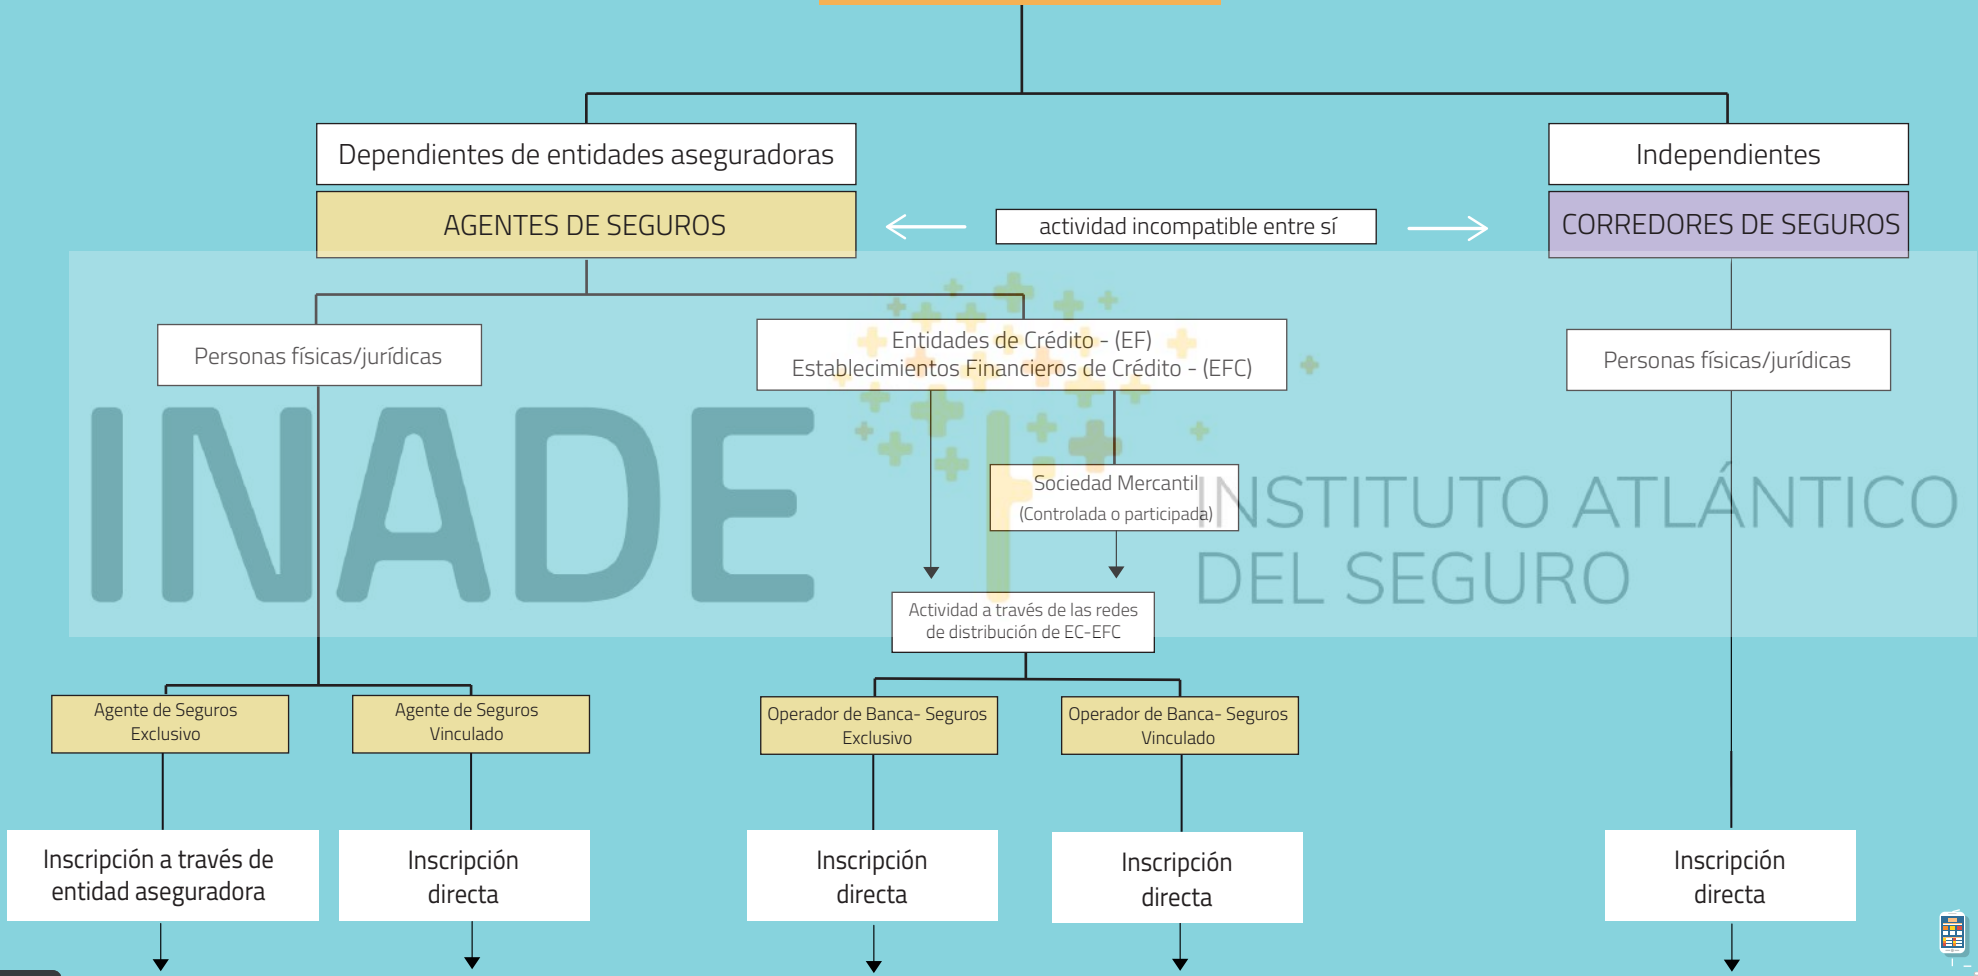 Dependientes de entidades aseguradoras
Independientes
AGENTES DE SEGUROS
actividad incompatible entre sí
CORREDORES DE SEGUROS
Personas físicas/jurídicas
Entidades de Crédito - (EF)
Establecimientos Financieros de Crédito - (EFC)
Personas físicas/jurídicas
INADE
INSTITUTO ATLÁNTICO
DEL SEGURO
Sociedad Mercantil
(Controlada o participada)
Actividad a través de las redes
de distribución de EC-EFC
Agente de Seguros
Exclusivo
Agente de Seguros
Vinculado
Operador de Banca- Seguros
Exclusivo
Operador de Banca- Seguros
Vinculado
Inscripción a través de
entidad aseguradora
Inscripción
directa
Inscripción
directa
Inscripción
directa
Inscripción
directa